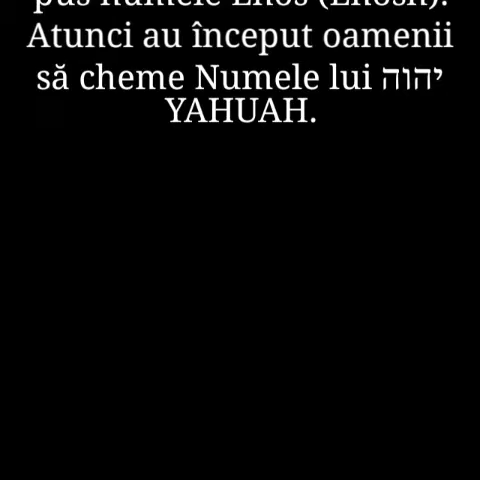 pus numele Enos (Enosh).
Atunci au început oamenii
să cheme Numele lui יהוה
YAHUAH.